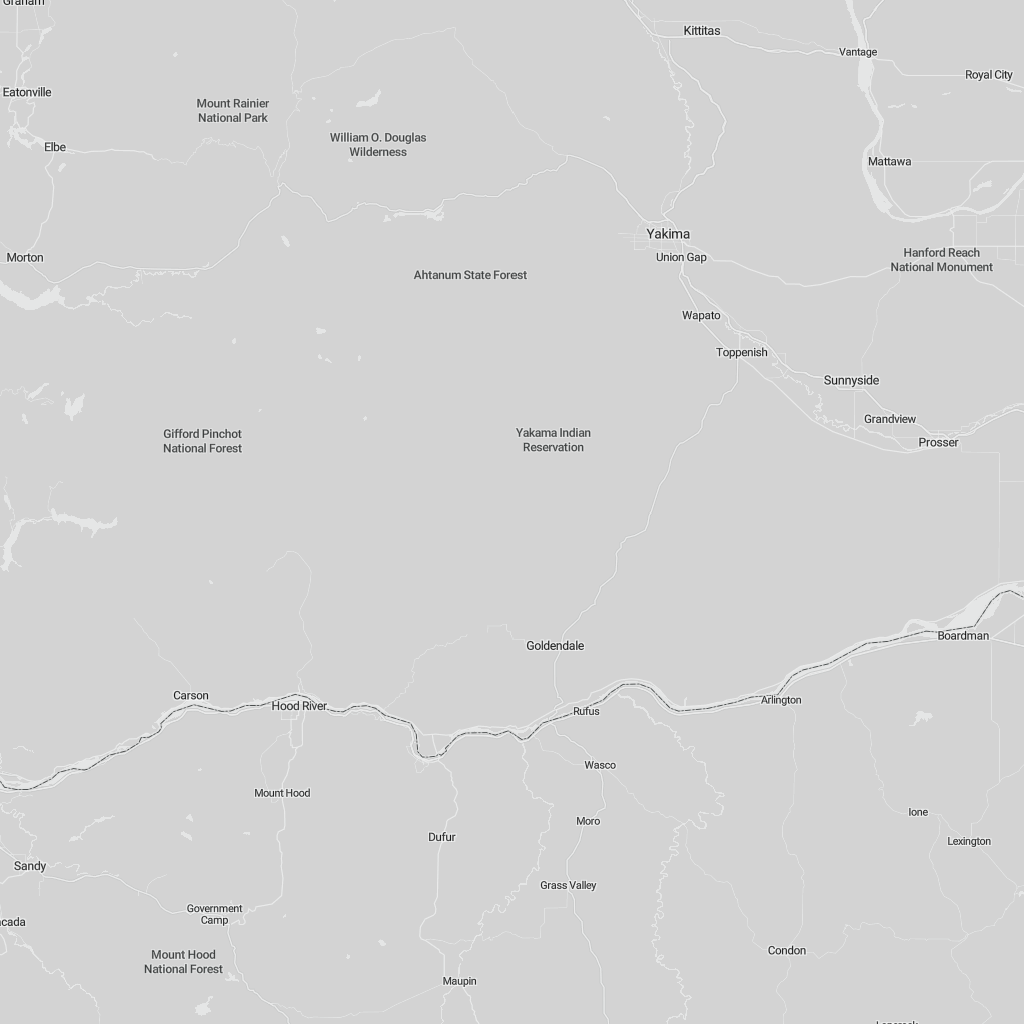 Graham
Kittitas
Vantage
Royal City
Eatonville
Mount Rainier
National Park
William O. Douglas
Wilderness
Elbe
Mattawa
Yakima
Union Gap
Morton
Hanford Reach
National Monument
Ahtanum State Forest
Wapato
Toppenish
Sunnyside
Grandview
Prosser
Gifford Pinchot
National Forest
Yakama Indian
Reservation
Boardman
Goldendale
Carson
Hood River
Rufus
Arlington
Wasco
Mount Hood
Ione
Moro
Dufur
Lexington
Sandy
Grass Valley
Government
Camp
cada
Mount Hood
National Forest
Condon
Maupin